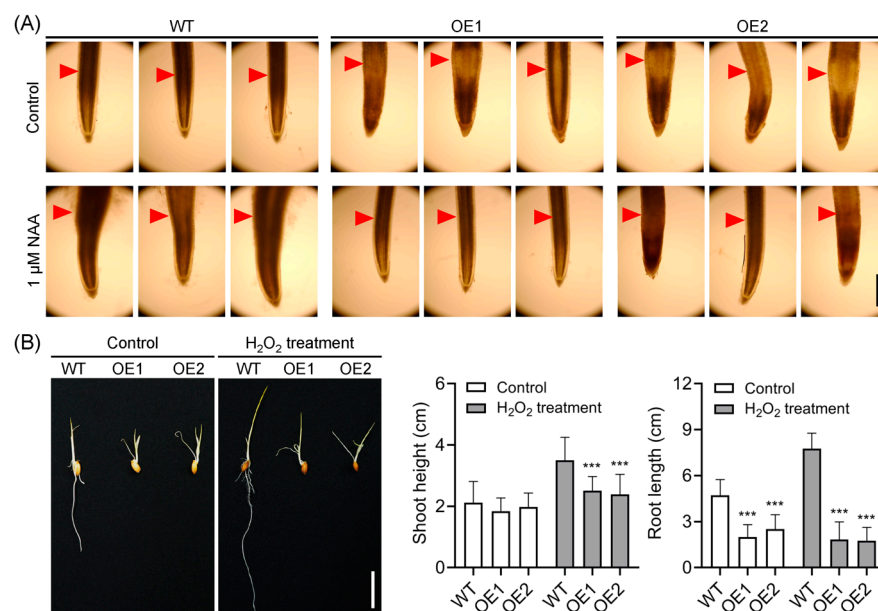 (A)
WT OE1 OE2
Control
1 μM NAA
(B)
Control H₂O₂ treatment
WT OE1 OE2 WT OE1 OE2
Shoot height (cm)
6
4
2
0
Control
H₂O₂ treatment
*** ***
WT OE1 OE2 WT OE1 OE2
Root length (cm)
12
9
6
3
0
Control
H₂O₂ treatment
*** *** *** ***
WT OE1 OE2 WT OE1 OE2